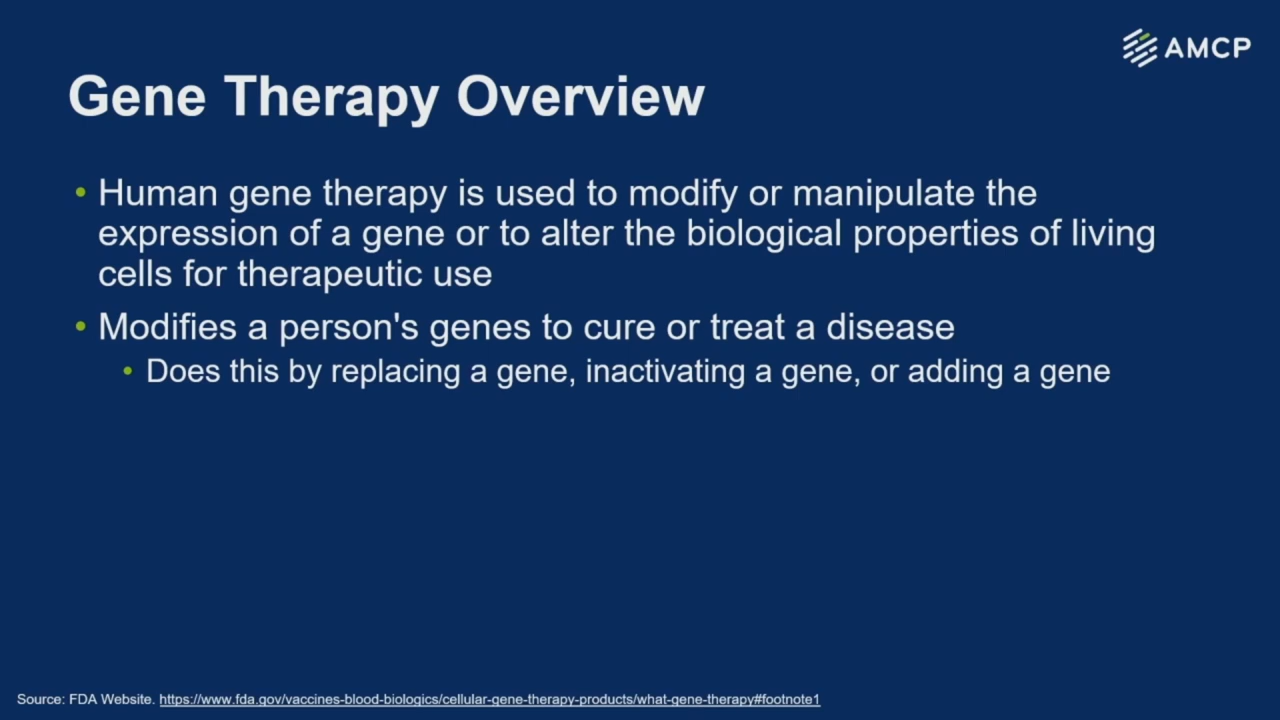 AMCP
Gene Therapy Overview
• Human gene therapy is used to modify or manipulate the
expression of a gene or to alter the biological properties of living
cells for therapeutic use
• Modifies a person's genes to cure or treat a disease
• Does this by replacing a gene, inactivating a gene, or adding a gene
Source: FDA Website. https://www.fda.gov/vaccines-blood-biologics/cellular-gene-therapy-products/what-gene-therapy#footnote1